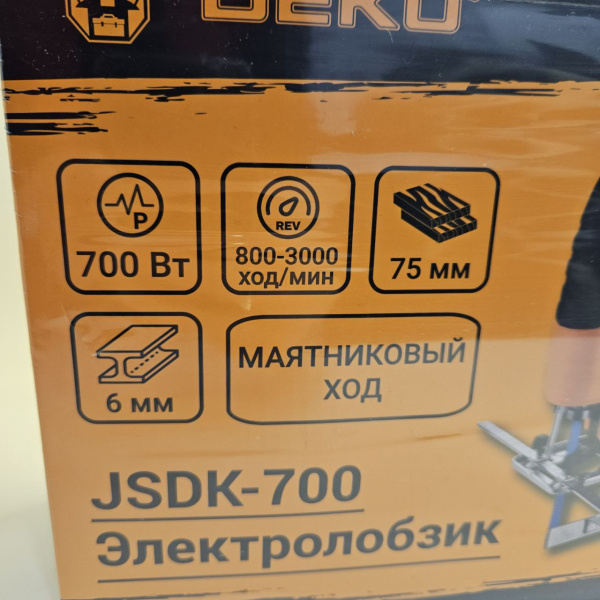 DEKO
P
700 Вт
REV
800-3000
ход/мин
75 мм
6 мм
МАЯТНИКОВЫЙ
ХОД
JSDK-700
Электролобзик